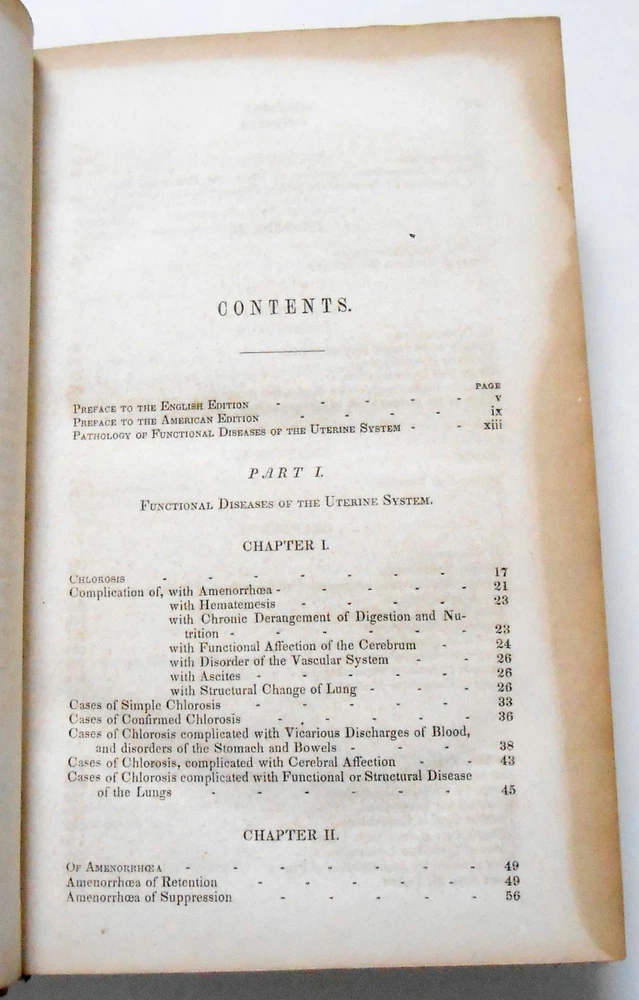 CONTENTS.
PAGE
PREFACE TO THE ENGLISH EDITION - - - - - v
PREFACE TO THE AMERICAN EDITION - - - - ix
PATHOLOGY OF FUNCTIONAL DISEASES OF THE UTERINE SYSTEM - - xiii
PART I.
FUNCTIONAL DISEASES OF THE UTERINE SYSTEM.
CHAPTER I.
CHLOROSIS - - - - - - - 17
Complication of, with Amenorrhœa - - - - - 21
with Hematemesis - - - - 23
with Chronic Derangement of Digestion and Nu-
trition - - - - - - 23
with Functional Affection of the Cerebrum - 24
with Disorder of the Vascular System - - 26
with Ascites - - - - - 26
with Structural Change of Lung - - - 26
Cases of Simple Chlorosis - - - - - 33
Cases of Confirmed Chlorosis - - - - - 36
Cases of Chlorosis complicated with Vicarious Discharges of Blood,
and disorders of the Stomach and Bowels - - - - 38
Cases of Chlorosis, complicated with Cerebral Affection - - 43
Cases of Chlorosis complicated with Functional or Structural Disease
of the Lungs - - - - - - 45
CHAPTER II.
OF AMENORRHŒA - - - - - - - 49
Amenorrhœa of Retention - - - - - 49
Amenorrhœa of Suppression - - - - - 56